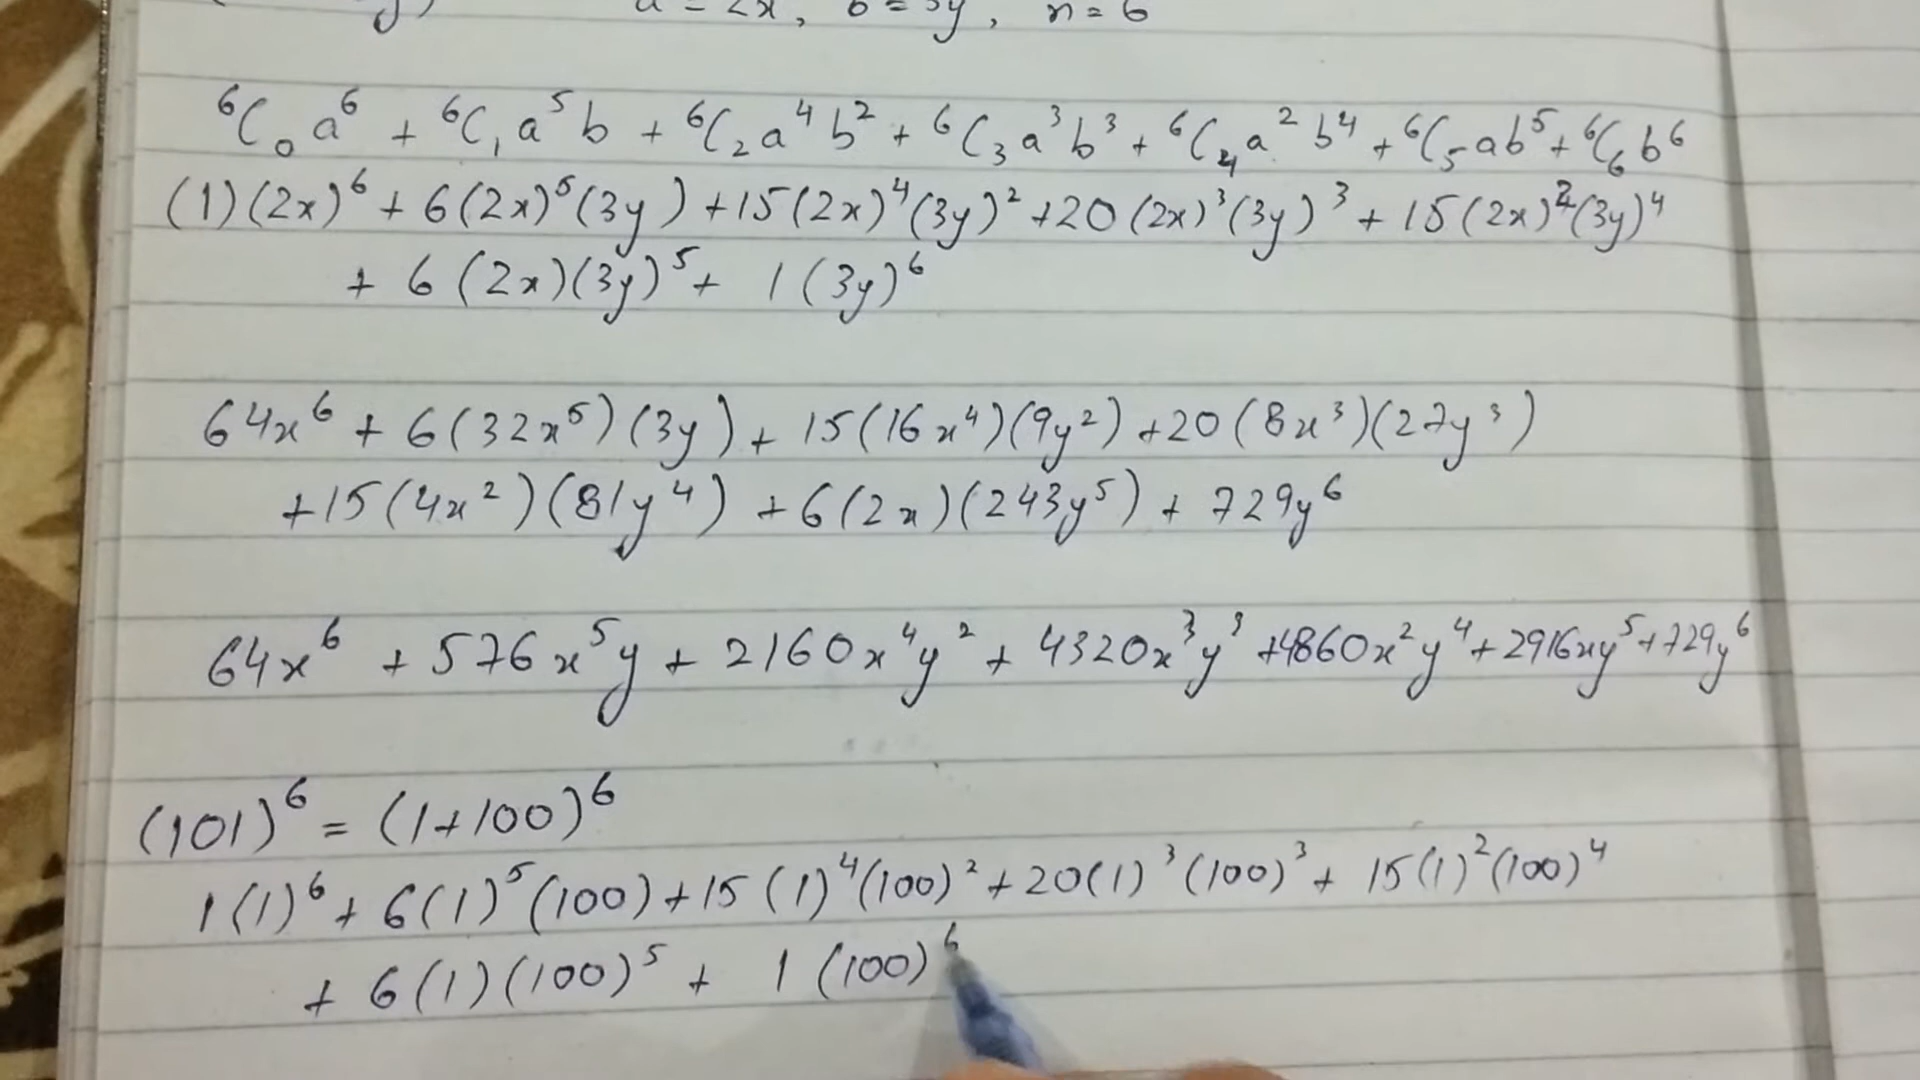 a = 2x, b = 3y, n = 6
⁶C₀a⁶ + ⁶C₁a⁵b + ⁶C₂a⁴b² + ⁶C₃a³b³ + ⁶C₄a²b⁴ + ⁶C₅ab⁵ + ⁶C₆b⁶
(1)(2x)⁶ + 6(2x)⁵(3y) + 15(2x)⁴(3y)² + 20(2x)³(3y)³ + 15(2x)²(3y)⁴
+ 6(2x)(3y)⁵ + 1(3y)⁶
64x⁶ + 6(32x⁵)(3y) + 15(16x⁴)(9y²) + 20(8x³)(27y³)
+ 15(4x²)(81y⁴) + 6(2x)(243y⁵) + 729y⁶
64x⁶ + 576x⁵y + 2160x⁴y² + 4320x³y³ + 4860x²y⁴ + 2916xy⁵ + 729y⁶
(101)⁶ = (1+100)⁶
1(1)⁶ + 6(1)⁵(100) + 15(1)⁴(100)² + 20(1)³(100)³ + 15(1)²(100)⁴
+ 6(1)(100)⁵ + 1(100)⁶